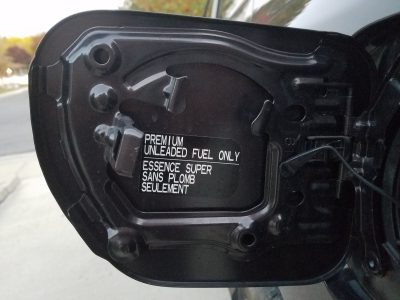 PREMIUM
UNLEADED FUEL ONLY
ESSENCE SUPER
SANS PLOMB
SEULEMENT